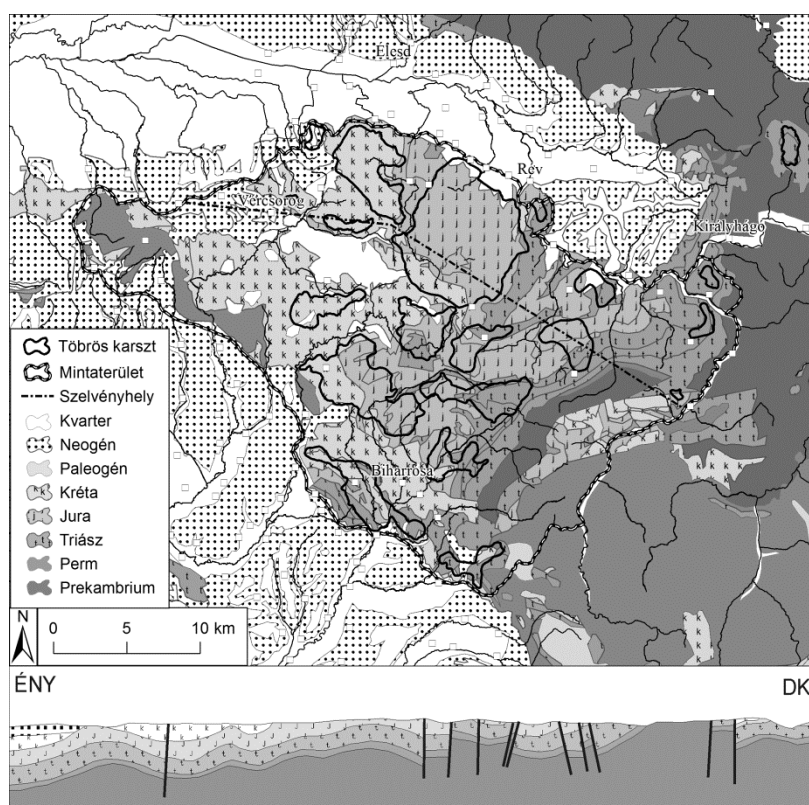 Élesd
Rév
Vércsorog
Királyhágó
Töbrös karszt
Mintaterület
Szelvényhely
Kvarter
Neogén
Paleogén
Kréta
Jura
Triász
Perm
Prekambrium
Biharrósa
N
0 5 10 km
ÉNY DK